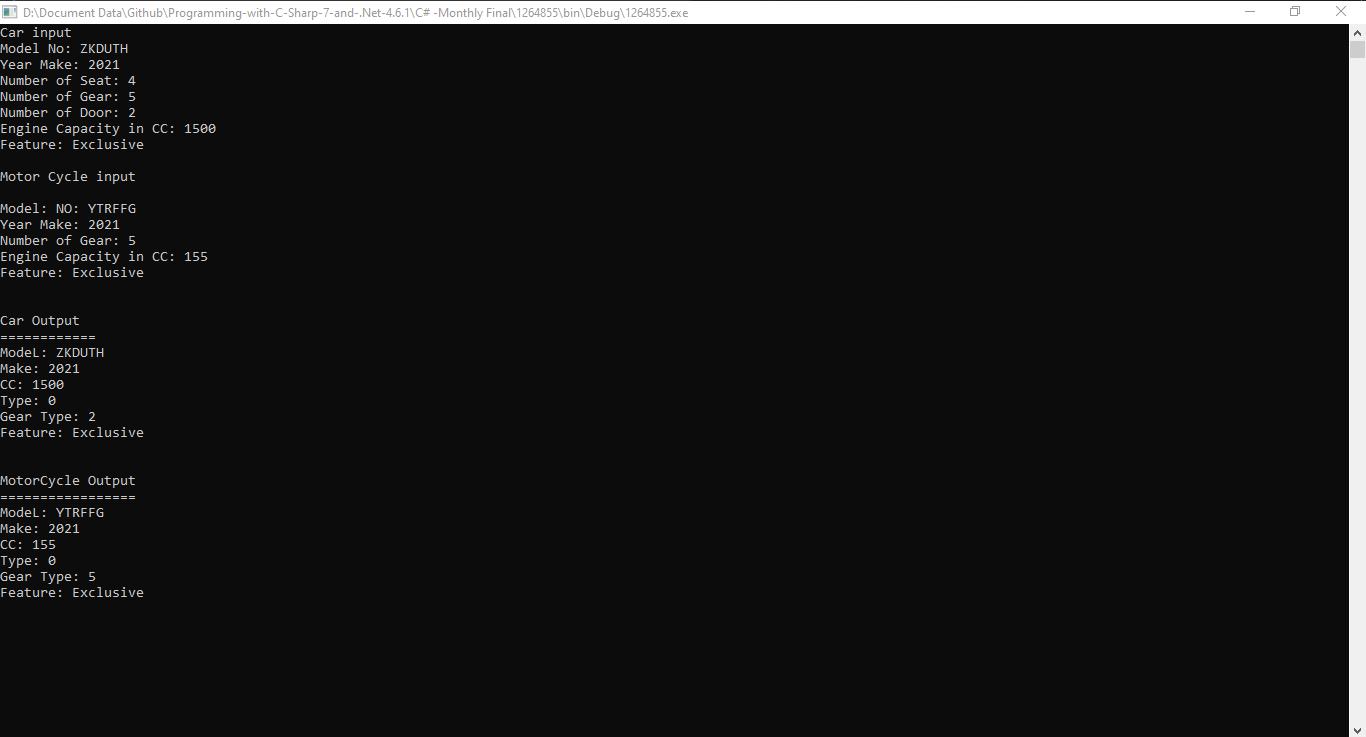 D:\Document Data\Github\Programming-with-C-Sharp-7-and-.Net-4.6.1\C# -Monthly Final\1264855\bin\Debug\1264855.exe
Car input
Model No: ZKDUTH
Year Make: 2021
Number of Seat: 4
Number of Gear: 5
Number of Door: 2
Engine Capacity in CC: 1500
Feature: Exclusive
Motor Cycle input
Model: NO: YTRFFG
Year Make: 2021
Number of Gear: 5
Engine Capacity in CC: 155
Feature: Exclusive
Car Output
============
ModeL: ZKDUTH
Make: 2021
CC: 1500
Type: 0
Gear Type: 2
Feature: Exclusive
MotorCycle Output
=================
ModeL: YTRFFG
Make: 2021
CC: 155
Type: 0
Gear Type: 5
Feature: Exclusive